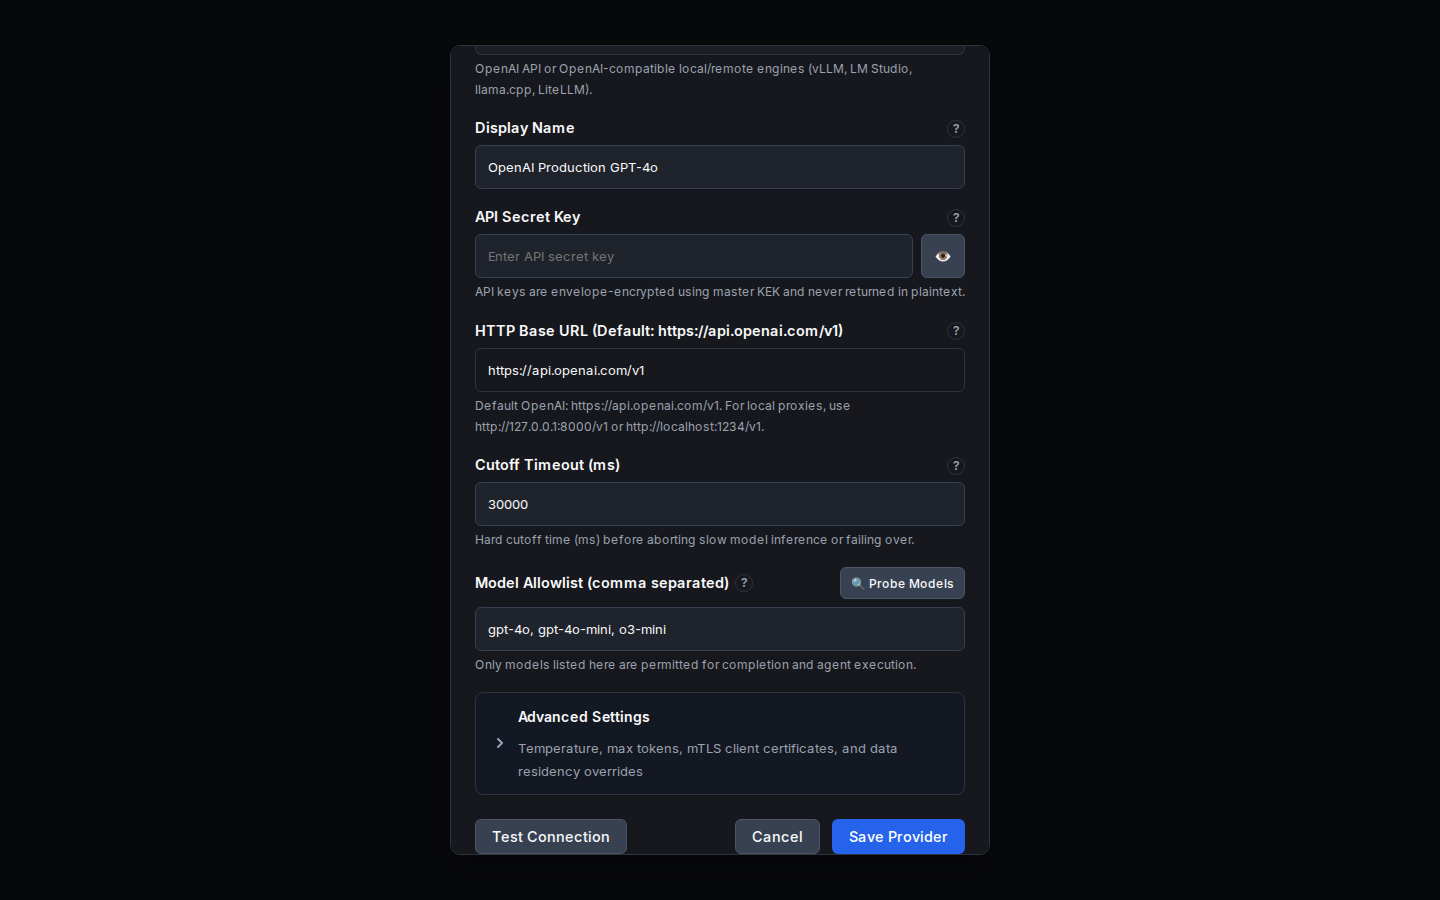 OpenAI API or OpenAI-compatible local/remote engines (vLLM, LM Studio,
llama.cpp, LiteLLM).
Display Name ?
OpenAI Production GPT-4o
API Secret Key ?
Enter API secret key
API keys are envelope-encrypted using master KEK and never returned in plaintext.
HTTP Base URL (Default: https://api.openai.com/v1) ?
https://api.openai.com/v1
Default OpenAI: https://api.openai.com/v1. For local proxies, use
http://127.0.0.1:8000/v1 or http://localhost:1234/v1.
Cutoff Timeout (ms) ?
30000
Hard cutoff time (ms) before aborting slow model inference or failing over.
Model Allowlist (comma separated) ? 🔍 Probe Models
gpt-4o, gpt-4o-mini, o3-mini
Only models listed here are permitted for completion and agent execution.
Advanced Settings
Temperature, max tokens, mTLS client certificates, and data
residency overrides
Test Connection Cancel Save Provider